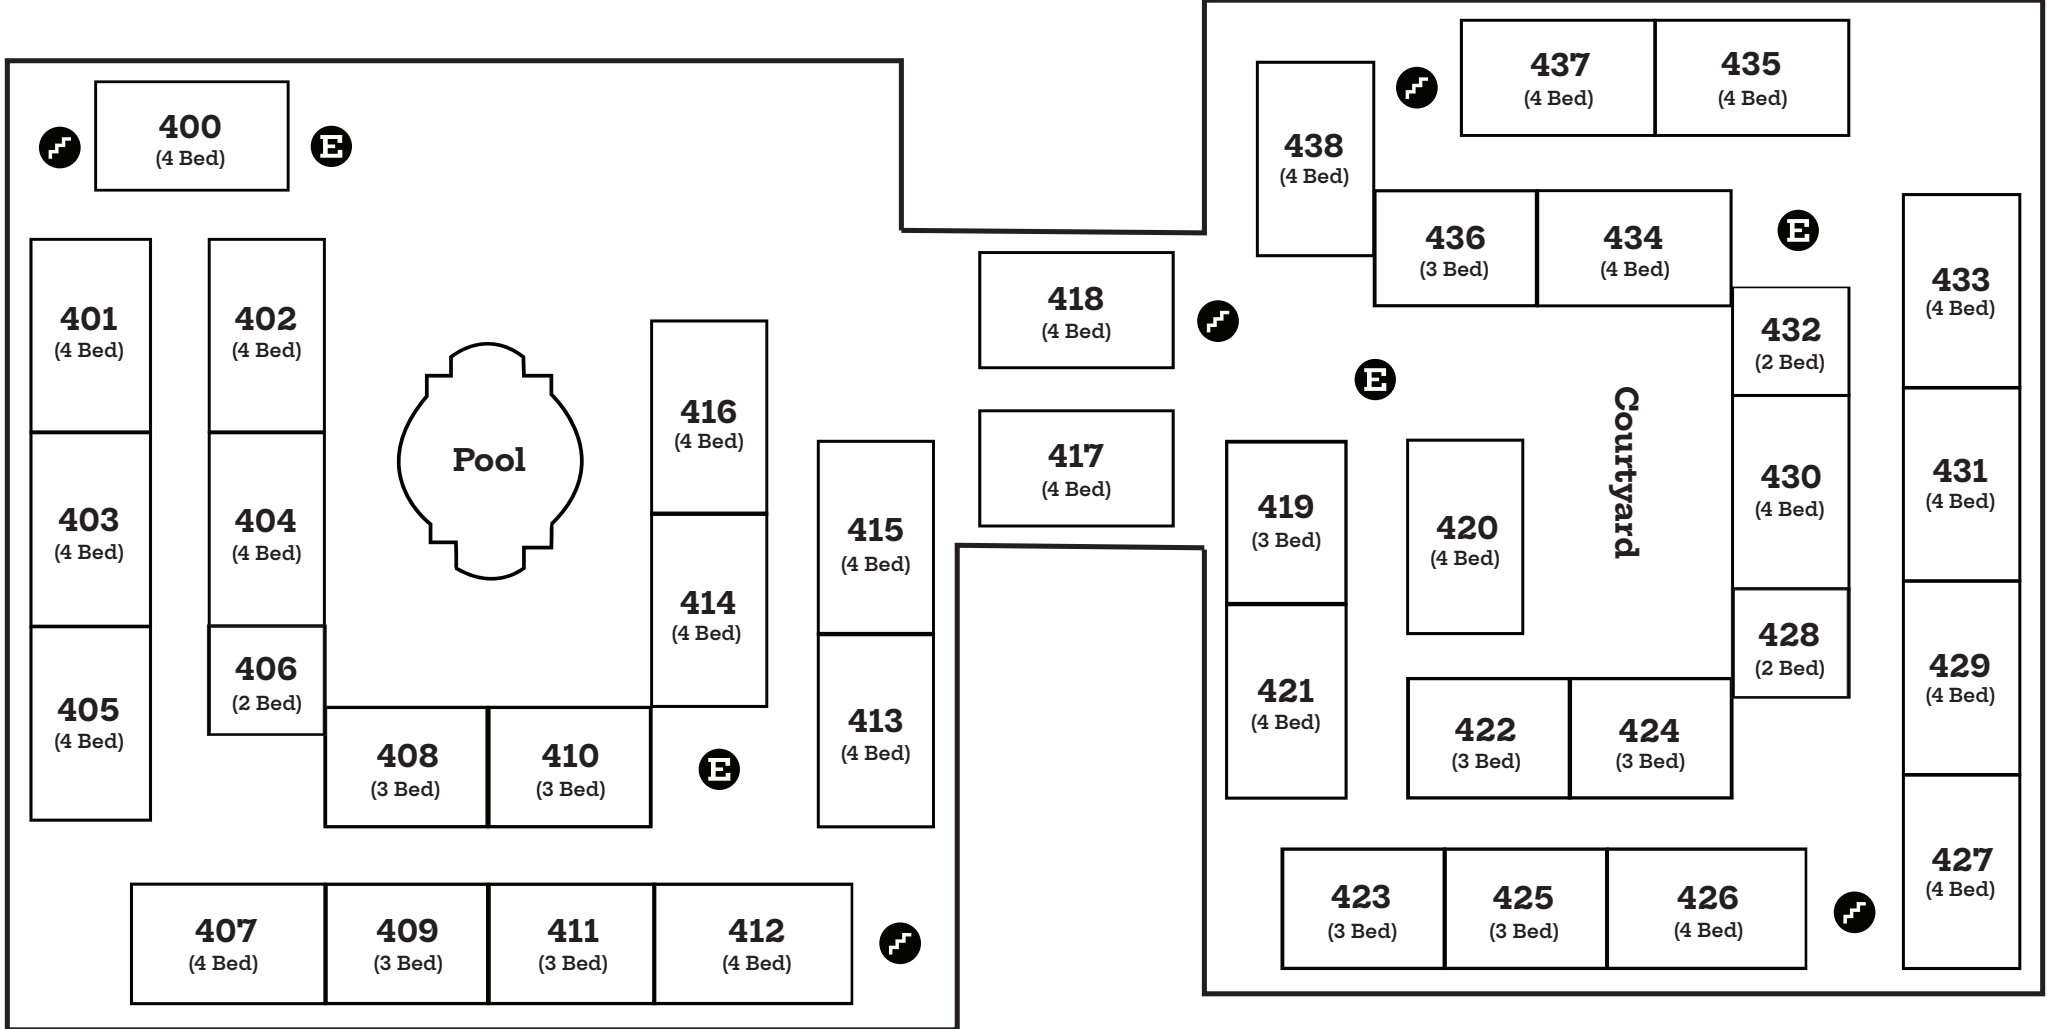 400
(4 Bed)
E
401
(4 Bed)
402
(4 Bed)
403
(4 Bed)
404
(4 Bed)
405
(4 Bed)
406
(2 Bed)
Pool
416
(4 Bed)
414
(4 Bed)
415
(4 Bed)
413
(4 Bed)
408
(3 Bed)
410
(3 Bed)
E
407
(4 Bed)
409
(3 Bed)
411
(3 Bed)
412
(4 Bed)
418
(4 Bed)
417
(4 Bed)
E
438
(4 Bed)
437
(4 Bed)
435
(4 Bed)
436
(3 Bed)
434
(4 Bed)
E
433
(4 Bed)
432
(2 Bed)
431
(4 Bed)
430
(4 Bed)
Courtyard
419
(3 Bed)
420
(4 Bed)
421
(4 Bed)
428
(2 Bed)
429
(4 Bed)
422
(3 Bed)
424
(3 Bed)
427
(4 Bed)
423
(3 Bed)
425
(3 Bed)
426
(4 Bed)